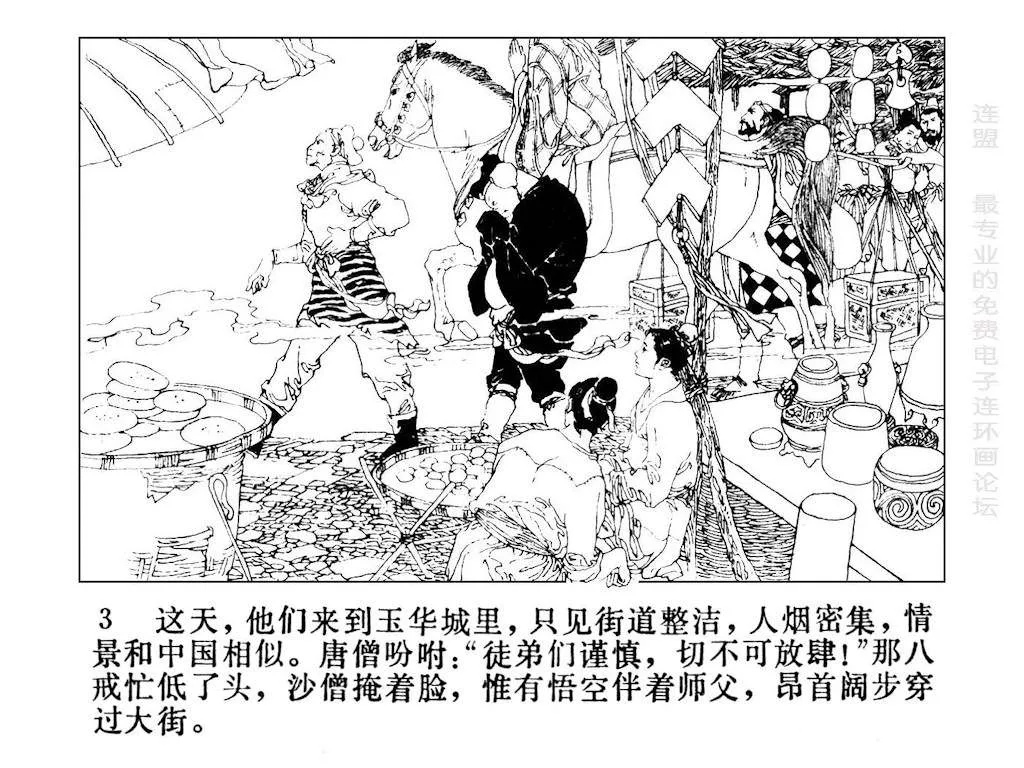 3 这天，他们来到玉华城里，只见街道整洁，人烟密集，情
景和中国相似。唐僧吩咐：“徒弟们谨慎，切不可放肆！”那八
戒忙低了头，沙僧掩着脸，惟有悟空伴着师父，昂首阔步穿
过大街。
连盟 最专业的免费电子连环画论坛